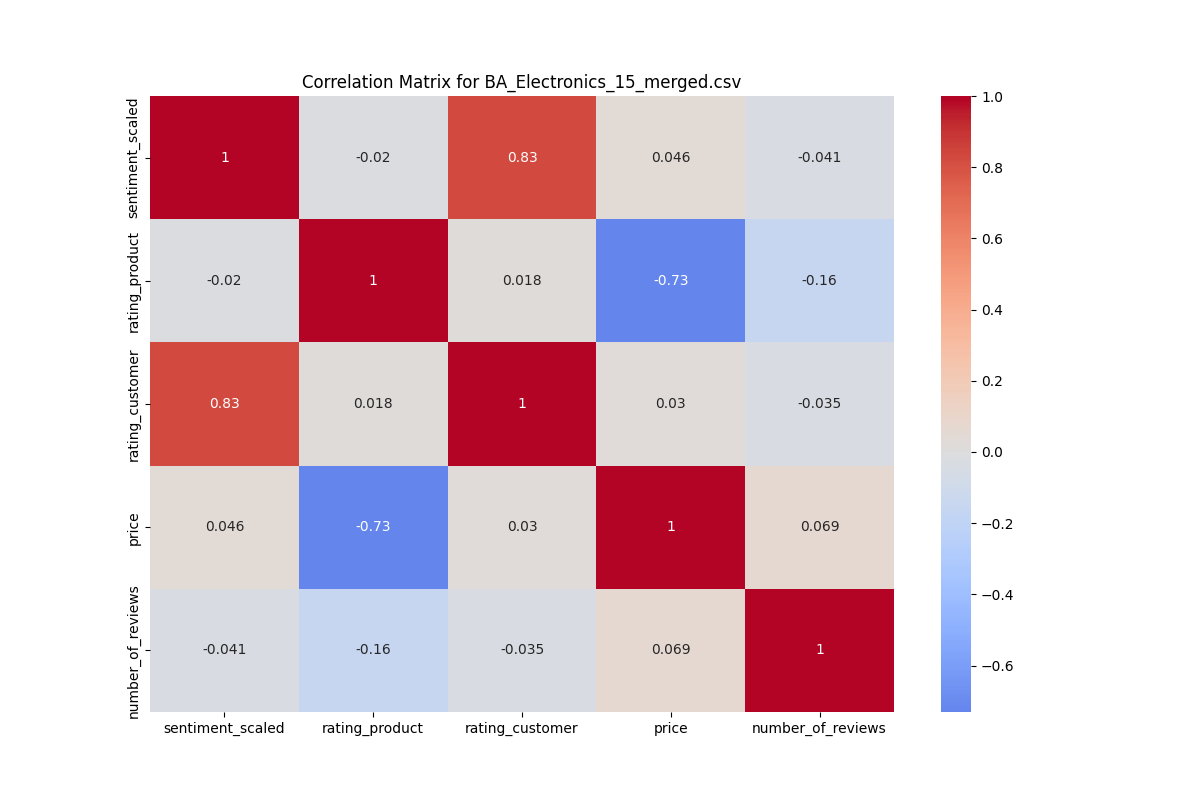 Correlation Matrix for BA_Electronics_15_merged.csv
sentiment_scaled 1 -0.02 0.83 0.046 -0.041
rating_product -0.02 1 0.018 -0.73 -0.16
rating_customer 0.83 0.018 1 0.03 -0.035
price 0.046 -0.73 0.03 1 0.069
number_of_reviews -0.041 -0.16 -0.035 0.069 1
sentiment_scaled rating_product rating_customer price number_of_reviews
1.0
0.8
0.6
0.4
0.2
0.0
−0.2
−0.4
−0.6